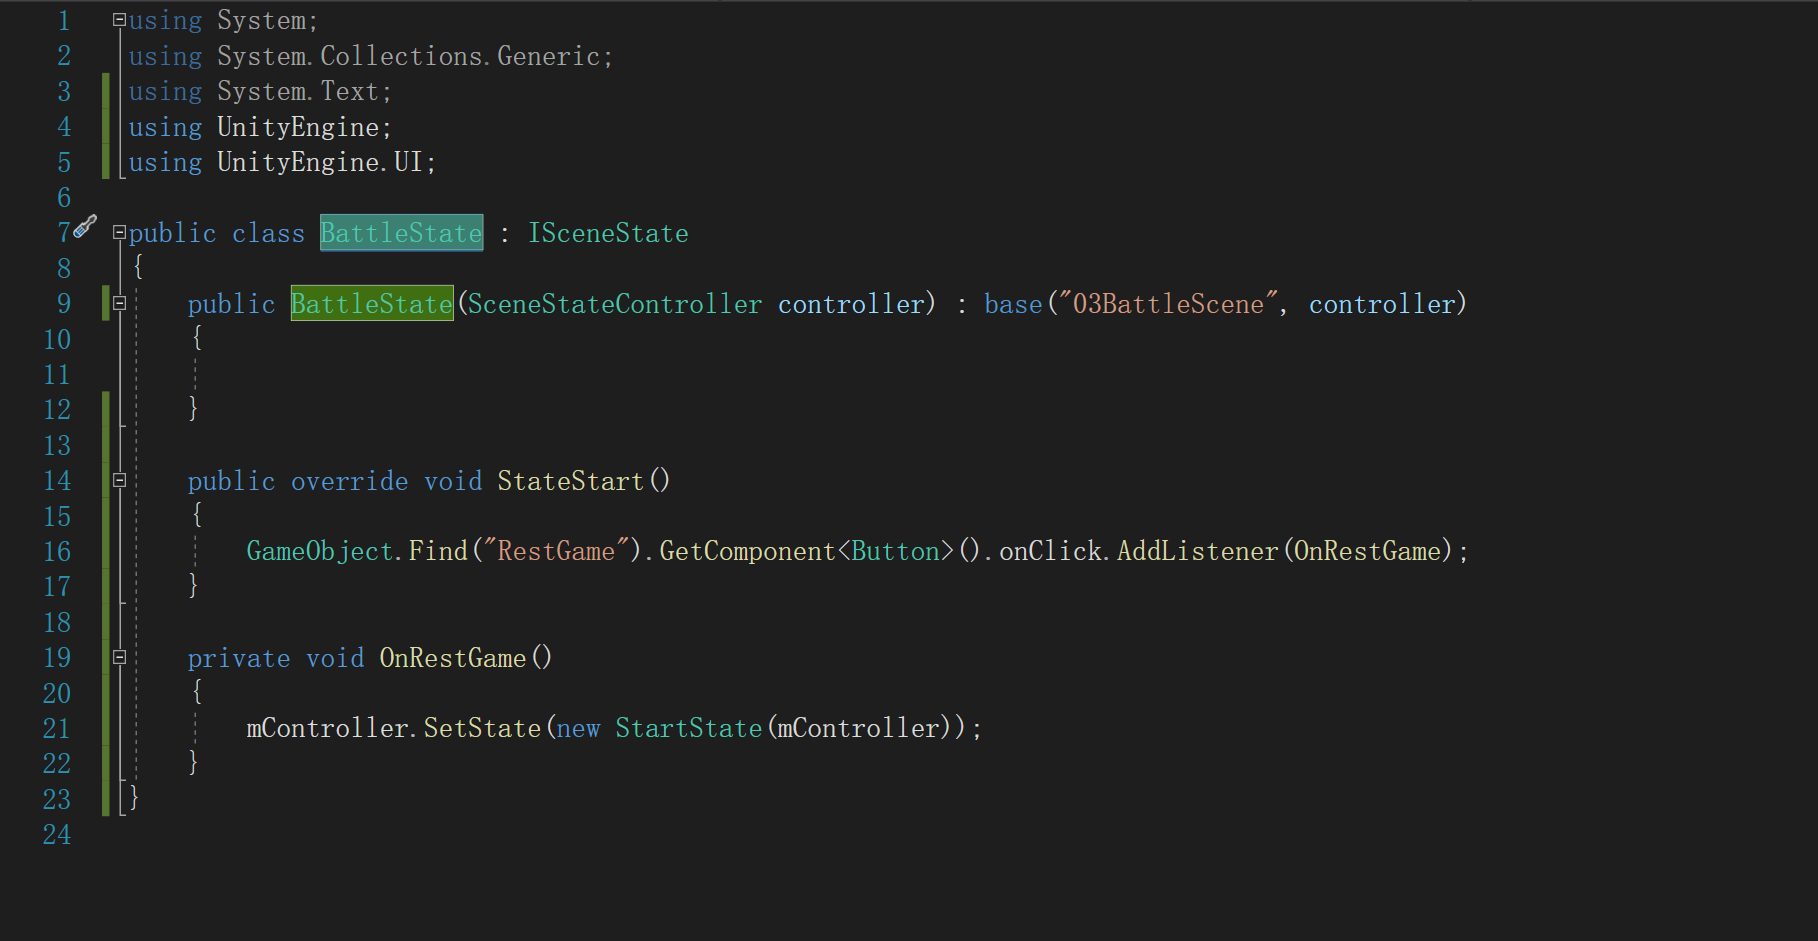 1 using System;
2 using System.Collections.Generic;
3 using System.Text;
4 using UnityEngine;
5 using UnityEngine.UI;
6
7 public class BattleState : ISceneState
8 {
9     public BattleState(SceneStateController controller) : base("03BattleScene", controller)
10     {
11
12     }
13
14     public override void StateStart()
15     {
16         GameObject.Find("RestGame").GetComponent<Button>().onClick.AddListener(OnRestGame);
17     }
18
19     private void OnRestGame()
20     {
21         mController.SetState(new StartState(mController));
22     }
23 }
24